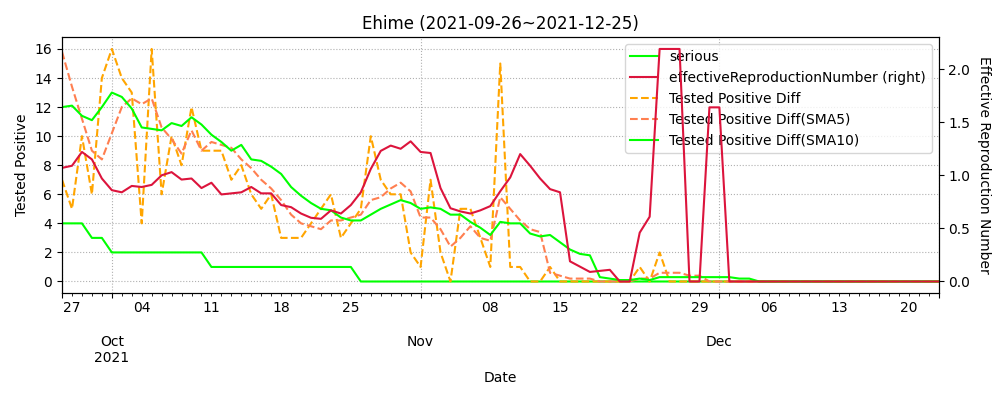 Ehime (2021-09-26~2021-12-25)
serious
effectiveReproductionNumber (right)
Tested Positive Diff
Tested Positive Diff(SMA5)
Tested Positive Diff(SMA10)
Tested Positive
16
14
12
10
8
6
4
2
0
2.0
1.5
1.0
0.5
0.0
Effective Reproduction Number
27 04 11 18 25 08 15 22 29 06 13 20
Oct Nov Dec
2021
Date